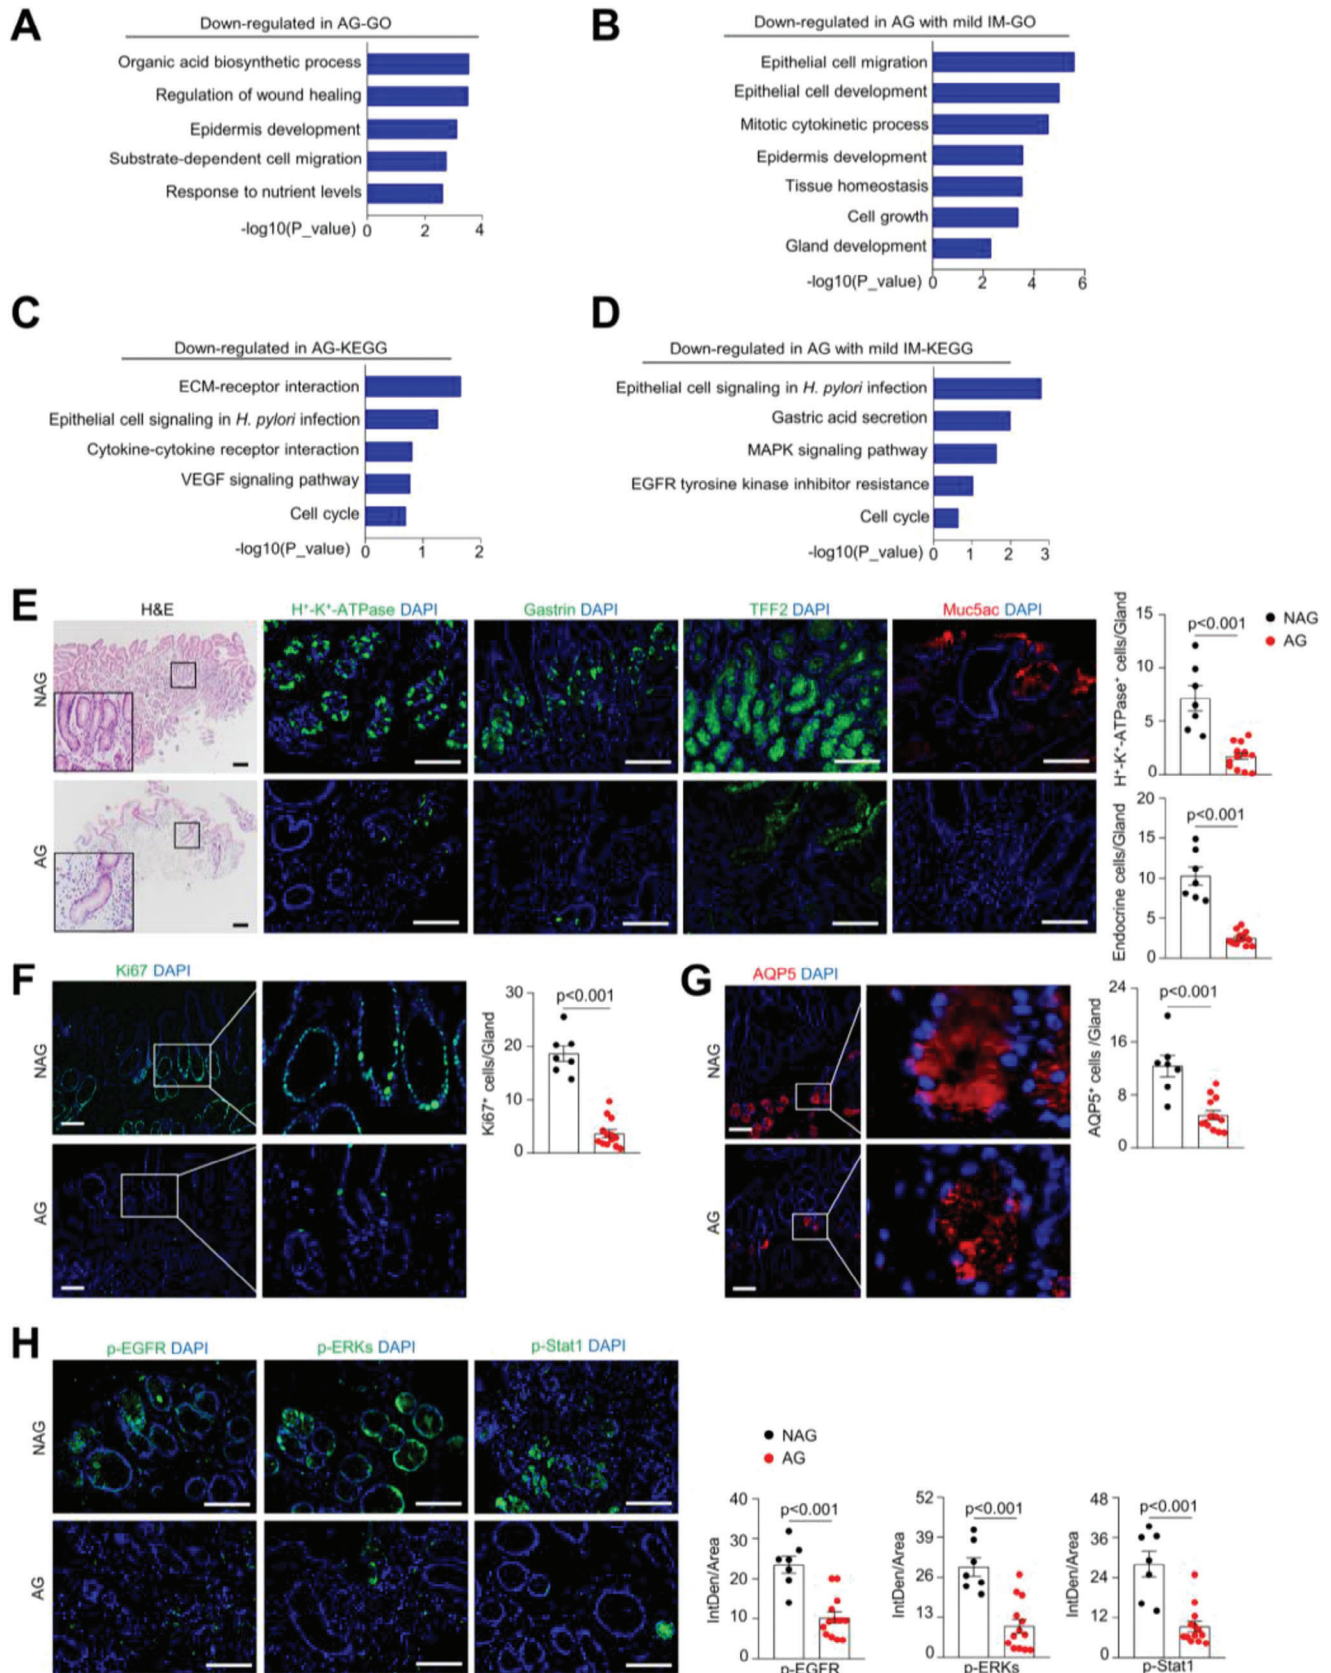 A
Down-regulated in AG-GO
Organic acid biosynthetic process
Regulation of wound healing
Epidermis development
Substrate-dependent cell migration
Response to nutrient levels
-log10(P_value) 0 2 4
B
Down-regulated in AG with mild IM-GO
Epithelial cell migration
Epithelial cell development
Mitotic cytokinetic process
Epidermis development
Tissue homeostasis
Cell growth
Gland development
-log10(P_value) 0 2 4 6
C
Down-regulated in AG-KEGG
ECM-receptor interaction
Epithelial cell signaling in H. pylori infection
Cytokine-cytokine receptor interaction
VEGF signaling pathway
Cell cycle
-log10(P_value) 0 1 2
D
Down-regulated in AG with mild IM-KEGG
Epithelial cell signaling in H. pylori infection
Gastric acid secretion
MAPK signaling pathway
EGFR tyrosine kinase inhibitor resistance
Cell cycle
-log10(P_value) 0 1 2 3
E
H&E
H⁺-K⁺-ATPase DAPI
Gastrin DAPI
TFF2 DAPI
Muc5ac DAPI
NAG
AG
H⁺-K⁺-ATPase⁺ cells/Gland
15
10
5
0
p<0.001
NAG
AG
Endocrine cells/Gland
20
15
10
5
0
p<0.001
F
Ki67 DAPI
NAG
AG
Ki67⁺ cells/Gland
30
20
10
0
p<0.001
G
AQP5 DAPI
NAG
AG
AQP5⁺ cells /Gland
24
16
8
0
p<0.001
H
p-EGFR DAPI
p-ERKs DAPI
p-Stat1 DAPI
NAG
AG
NAG
AG
IntDen/Area
40
30
20
10
0
p<0.001
p-EGFR
IntDen/Area
52
39
26
13
0
p<0.001
p-ERKs
IntDen/Area
48
36
24
12
0
p<0.001
p-Stat1